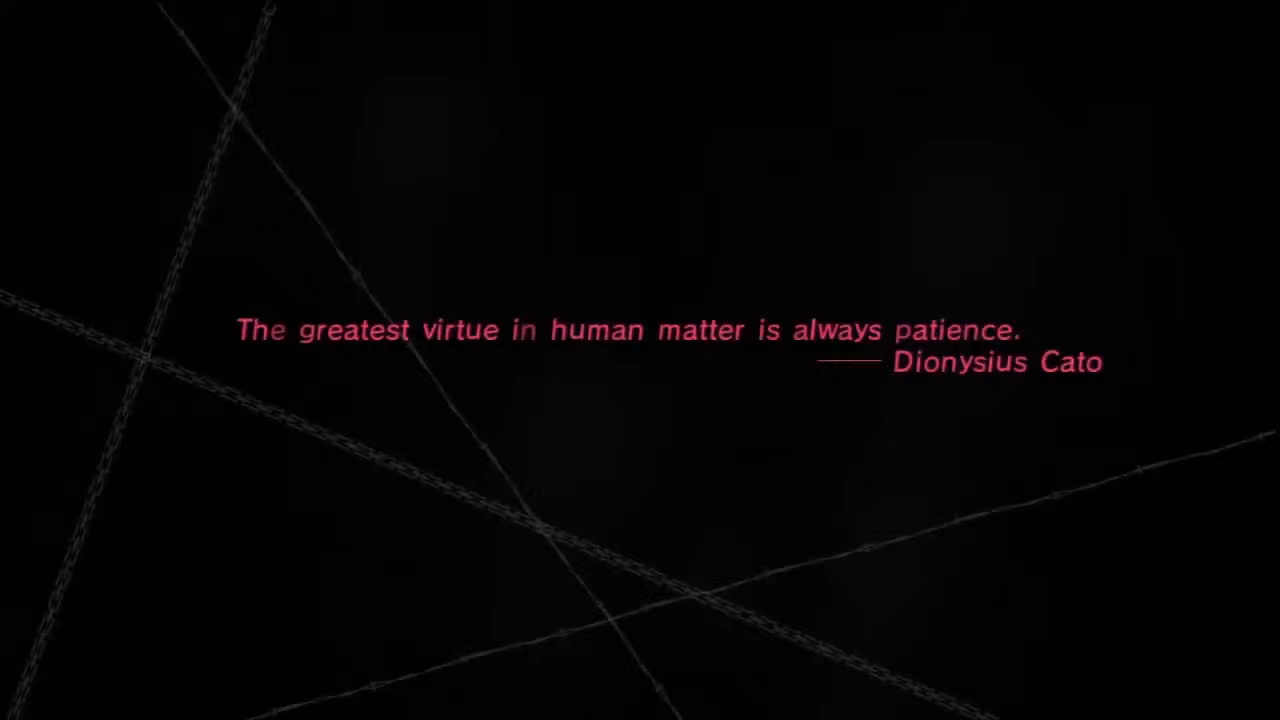 The greatest virtue in human matter is always patience.
—— Dionysius Cato